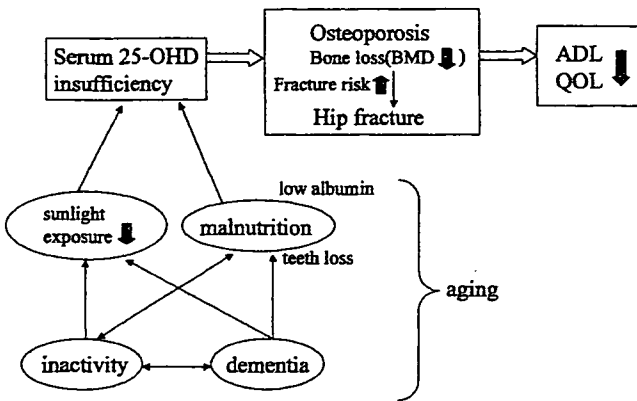 Serum 25-OHD
insufficiency
Osteoporosis
Bone loss(BMD )
Fracture risk
Hip fracture
ADL
QOL
low albumin
sunlight
exposure
malnutrition
teeth loss
aging
inactivity
dementia